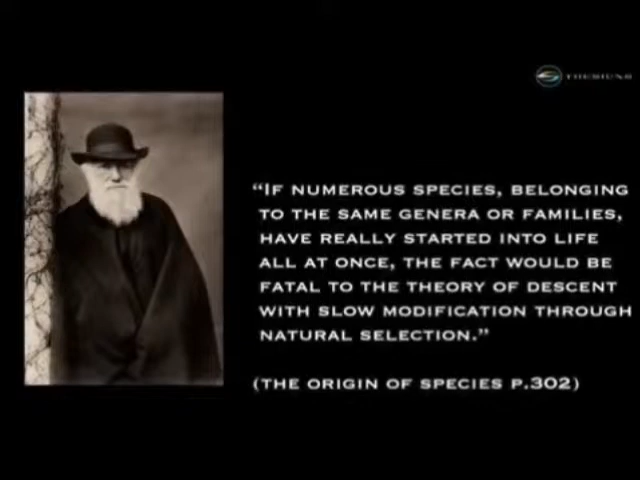 “IF NUMEROUS SPECIES, BELONGING
TO THE SAME GENERA OR FAMILIES,
HAVE REALLY STARTED INTO LIFE
ALL AT ONCE, THE FACT WOULD BE
FATAL TO THE THEORY OF DESCENT
WITH SLOW MODIFICATION THROUGH
NATURAL SELECTION.”
(THE ORIGIN OF SPECIES P.302)